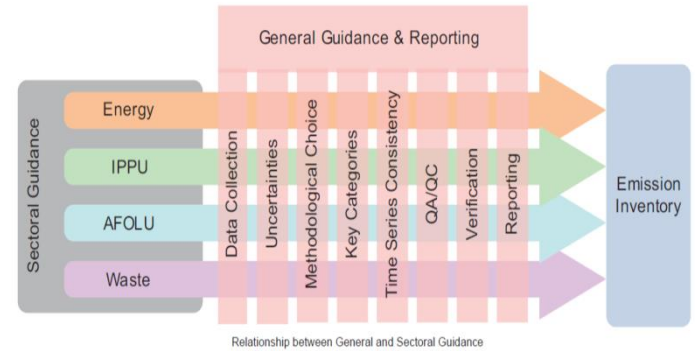 General Guidance & Reporting
Sectoral Guidance
Energy
IPPU
AFOLU
Waste
Data Collection
Uncertainties
Methodological Choice
Key Categories
Time Series Consistency
QA/QC
Verification
Reporting
Emission
Inventory
Relationship between General and Sectoral Guidance